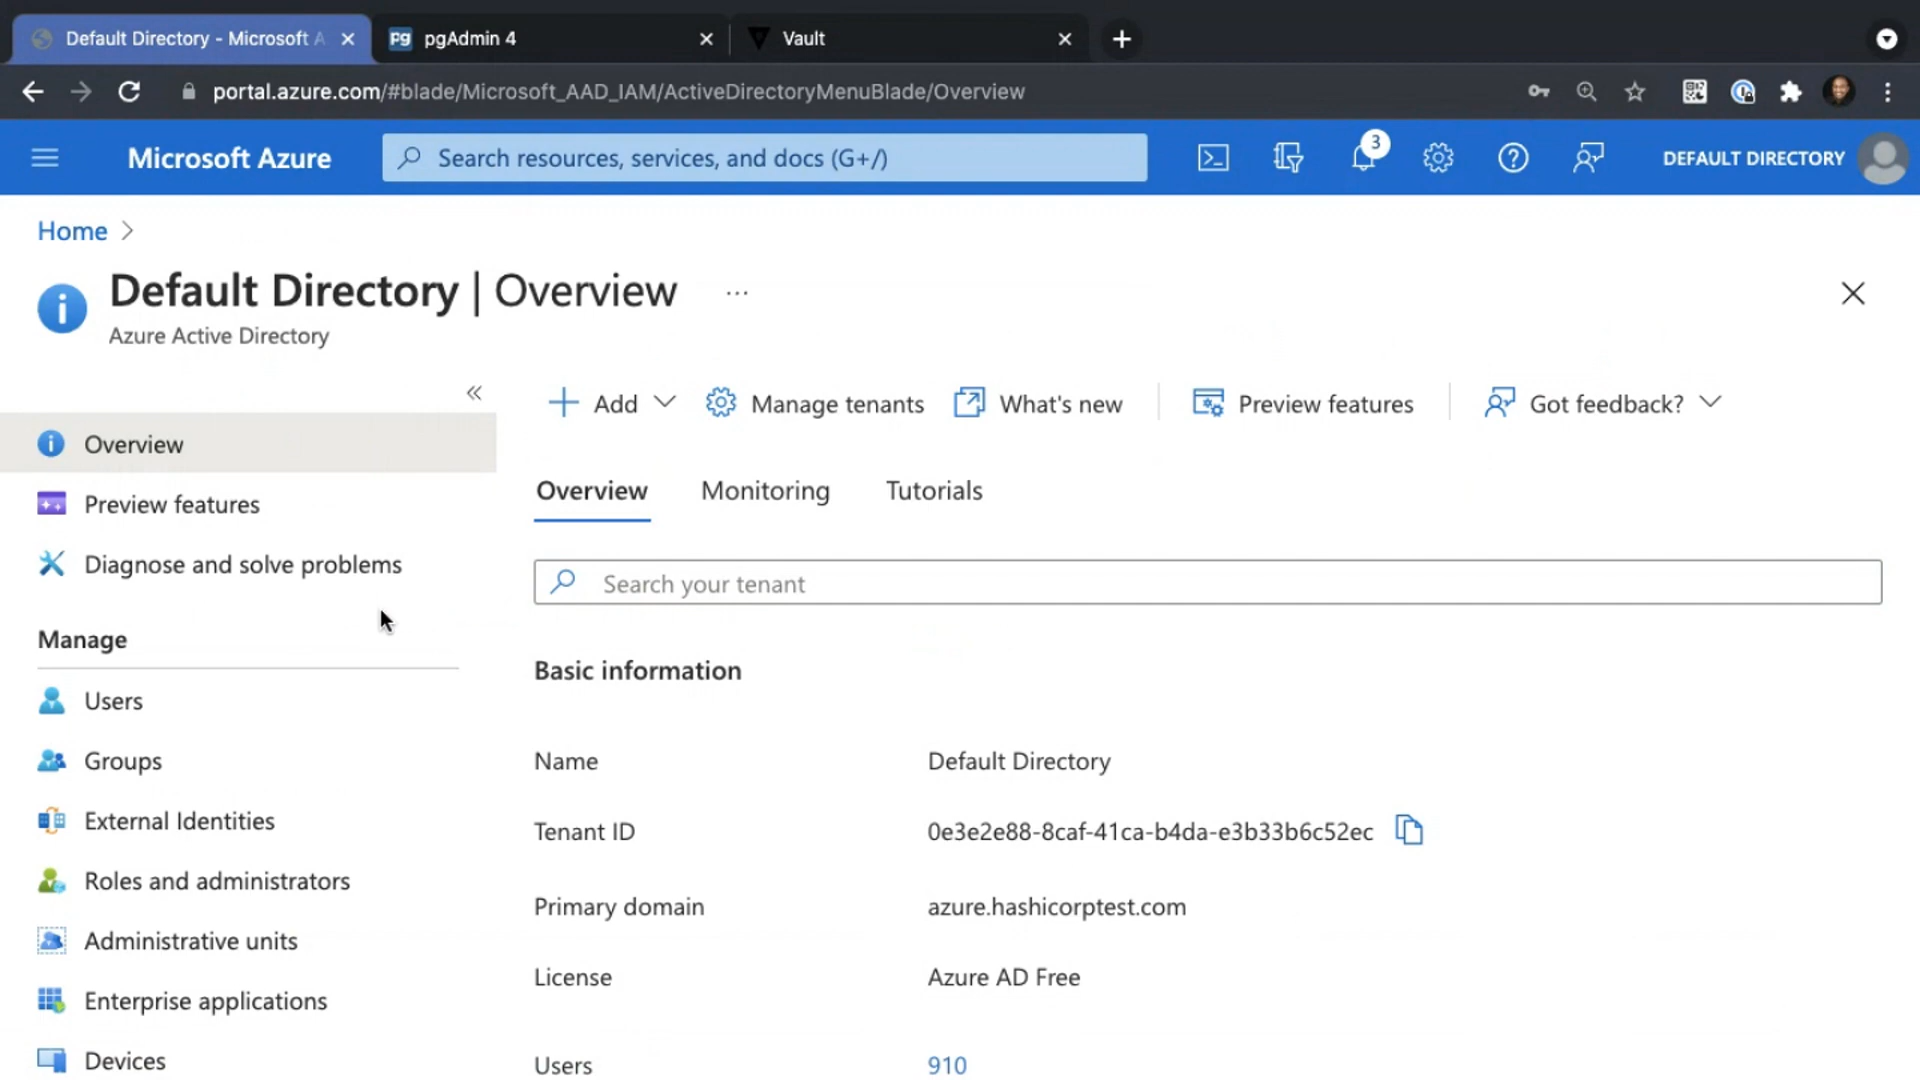 Default Directory - Microsoft A
pgAdmin 4
Vault
portal.azure.com/#blade/Microsoft_AAD_IAM/ActiveDirectoryMenuBlade/Overview
Microsoft Azure
Search resources, services, and docs (G+/)
3
DEFAULT DIRECTORY
Home
Default Directory | Overview
Azure Active Directory
Add
Manage tenants
What's new
Preview features
Got feedback?
Overview
Preview features
Diagnose and solve problems
Manage
Users
Groups
External Identities
Roles and administrators
Administrative units
Enterprise applications
Devices
Overview
Monitoring
Tutorials
Search your tenant
Basic information
Name
Default Directory
Tenant ID
0e3e2e88-8caf-41ca-b4da-e3b33b6c52ec
Primary domain
azure.hashicorptest.com
License
Azure AD Free
Users
910